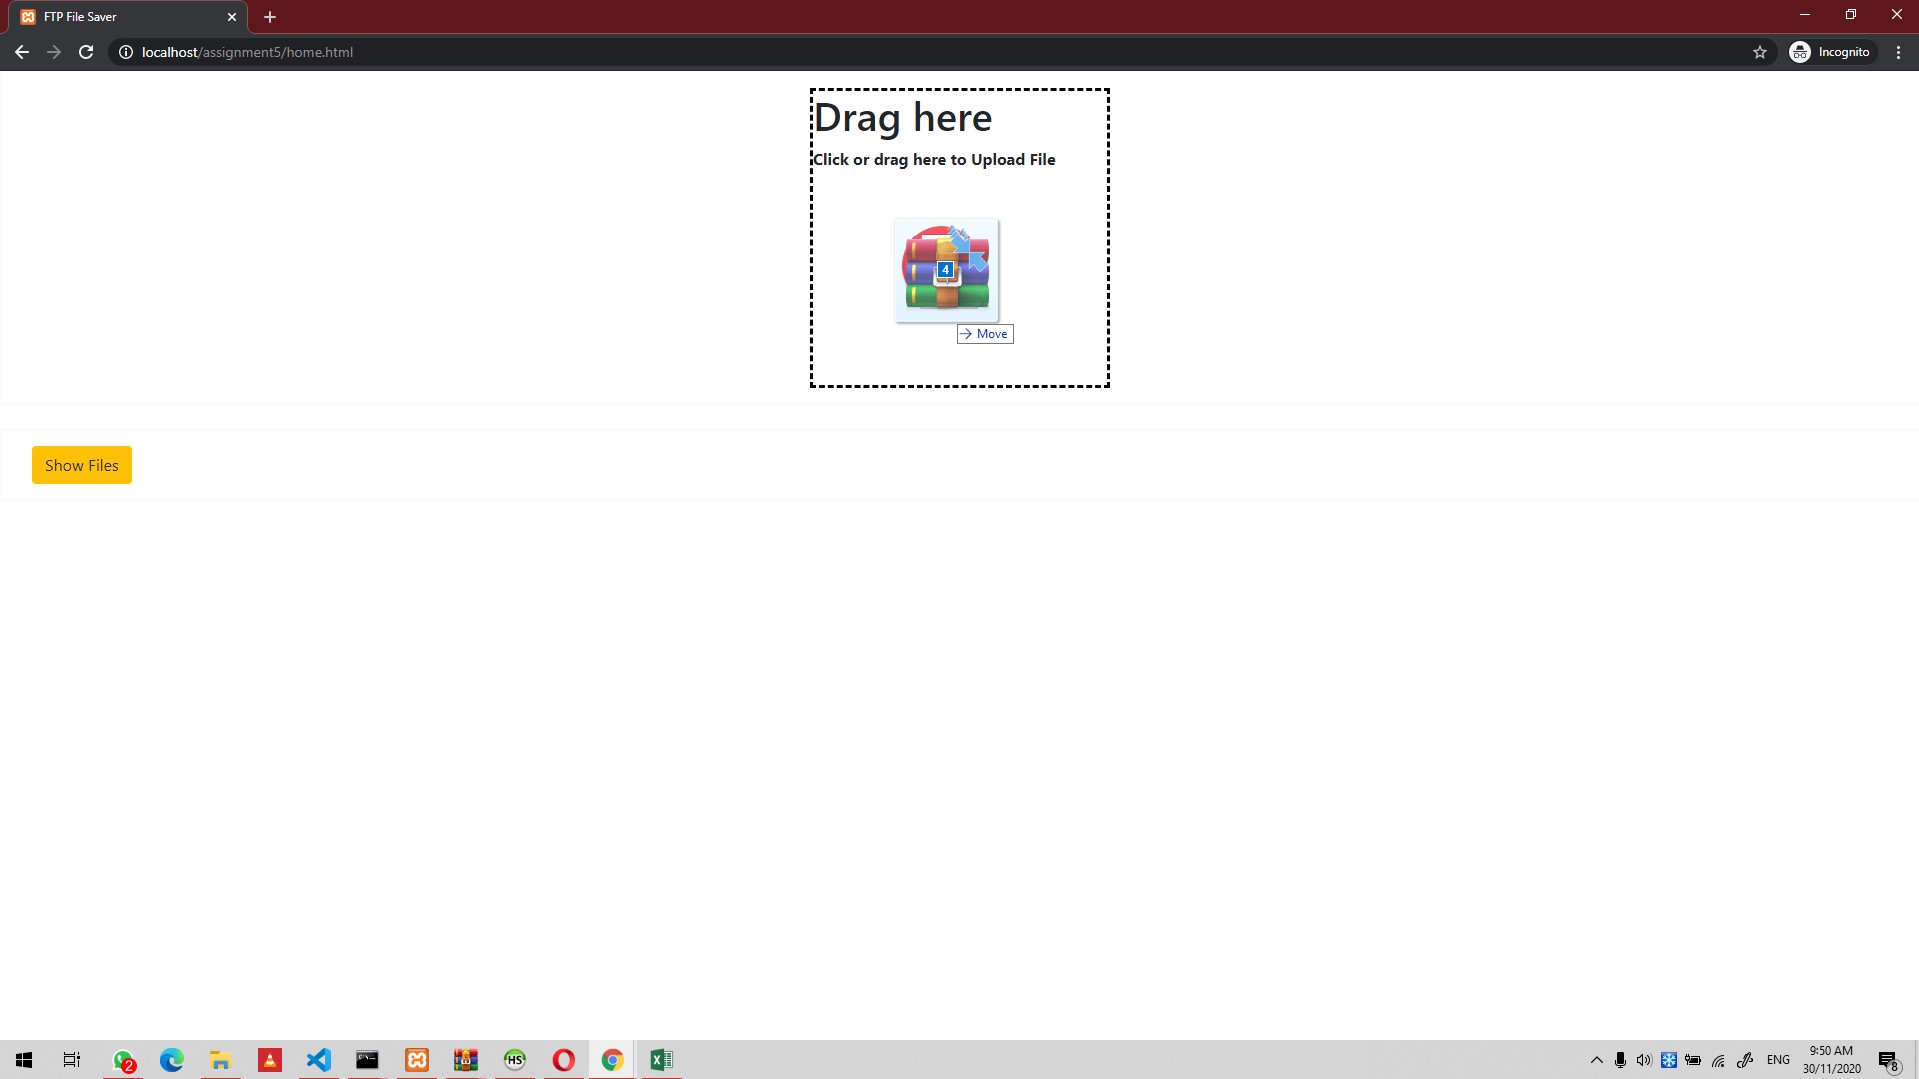 FTP File Saver
localhost/assignment5/home.html
Incognito
Drag here
Click or drag here to Upload File
4
Move
Show Files
2
HS
ENG
9:50 AM
30/11/2020
8